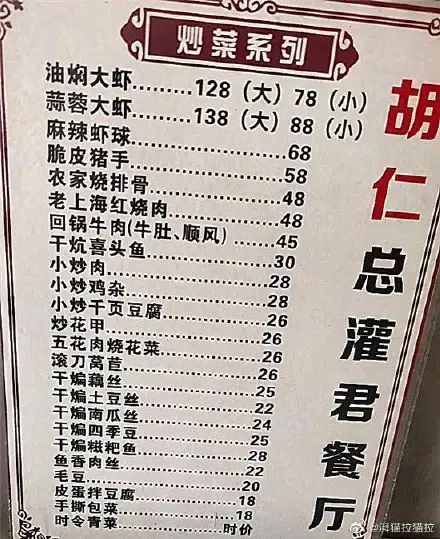 炒菜系列
油焖大虾.........128（大）78（小）
蒜蓉大虾.........138（大）88（小）
麻辣虾球..................68
脆皮猪手..................58
农家烧排骨...............48
老上海红烧肉............48
回锅牛肉(牛肚、顺风)......45
干炕喜头鱼...............30
小炒肉.....................28
小炒鸡杂..................28
小炒千页豆腐............26
炒花甲.....................26
五花肉烧花菜............26
滚刀莴苣..................26
干煸藕丝..................25
干煸土豆丝...............22
干煸南瓜丝...............24
干煸四季豆...............25
干煸糍粑鱼...............28
鱼香肉丝..................22
毛豆........................20
皮蛋拌豆腐...............18
手撕包菜..................18
时令青菜..................时价
胡仁总灌君餐厅
@湃猫拉猫拉